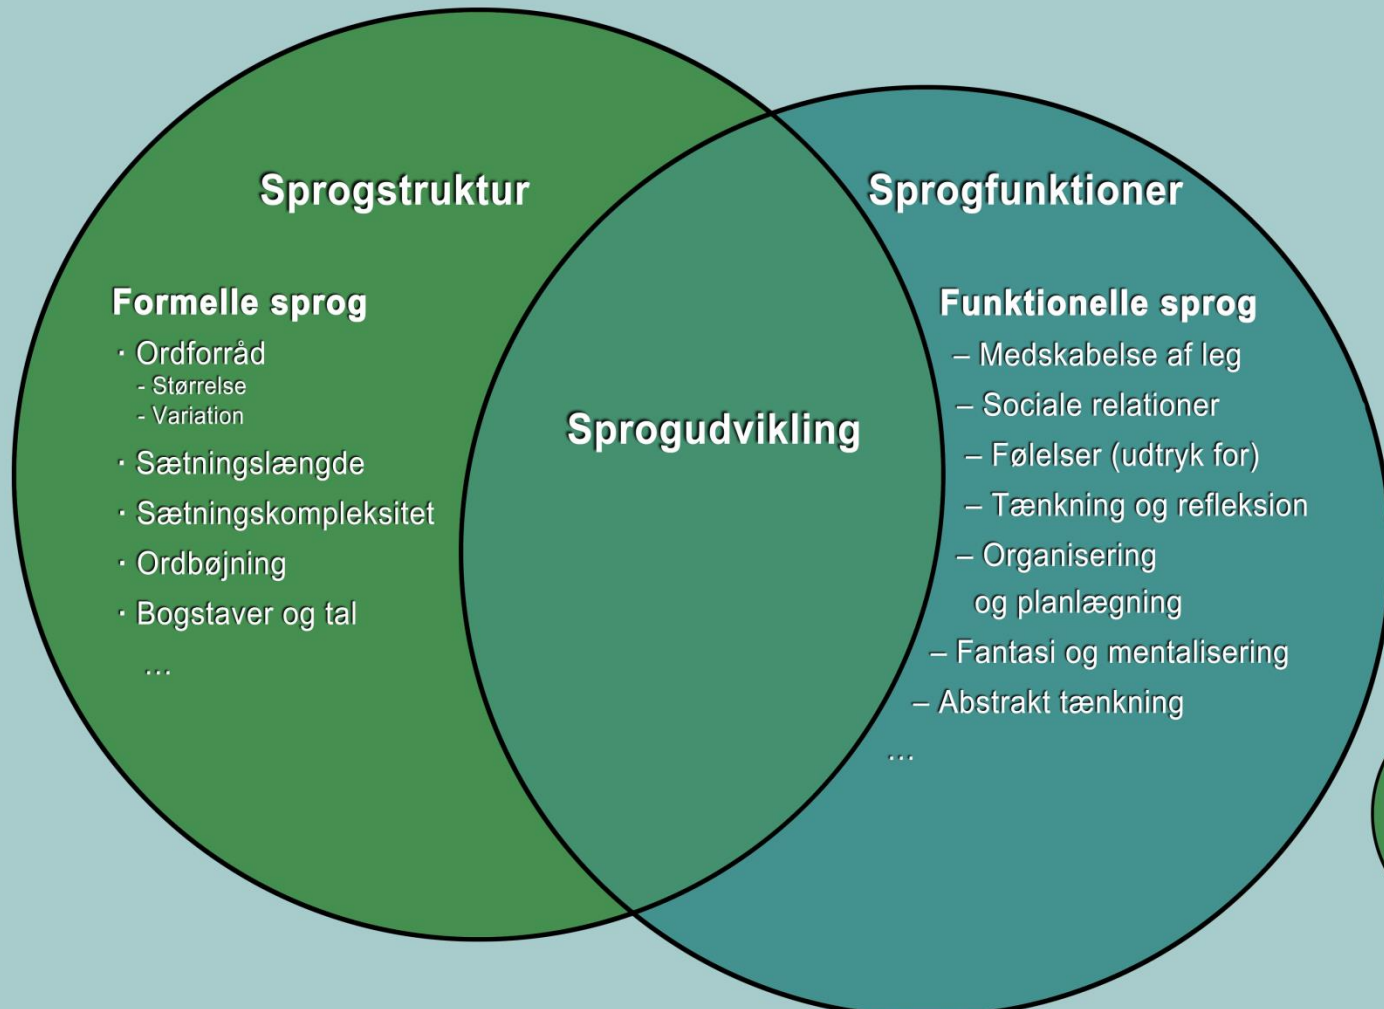 Sprogstruktur
Formelle sprog
· Ordforråd
- Størrelse
- Variation
· Sætningslængde
· Sætningskompleksitet
· Ordbøjning
· Bogstaver og tal
...
Sprogudvikling
Sprogfunktioner
Funktionelle sprog
– Medskabelse af leg
– Sociale relationer
– Følelser (udtryk for)
– Tænkning og refleksion
– Organisering
og planlægning
– Fantasi og mentalisering
– Abstrakt tænkning
...